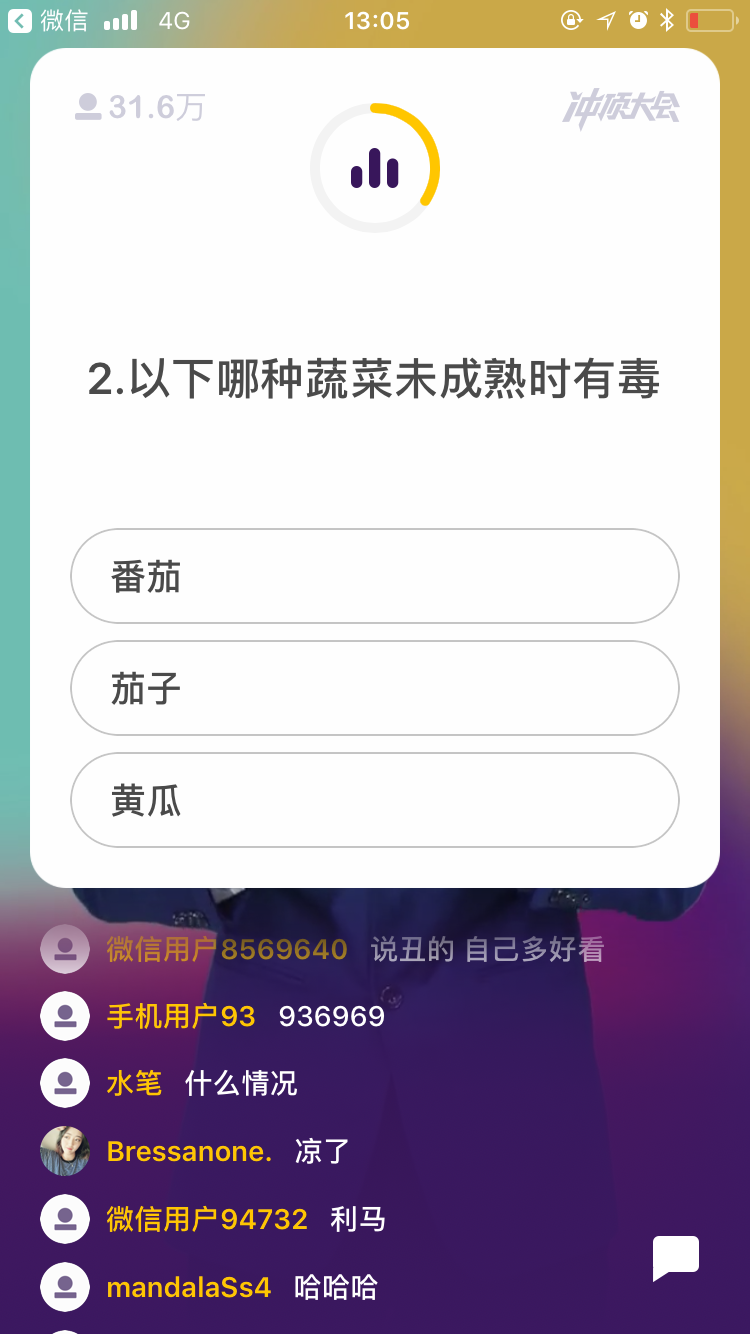 微信 4G 13:05
31.6万 冲顶大会
2.以下哪种蔬菜未成熟时有毒
番茄
茄子
黄瓜
微信用户8569640 说丑的 自己多好看
手机用户93 936969
水笔 什么情况
Bressanone. 凉了
微信用户94732 利马
mandalaSs4 哈哈哈